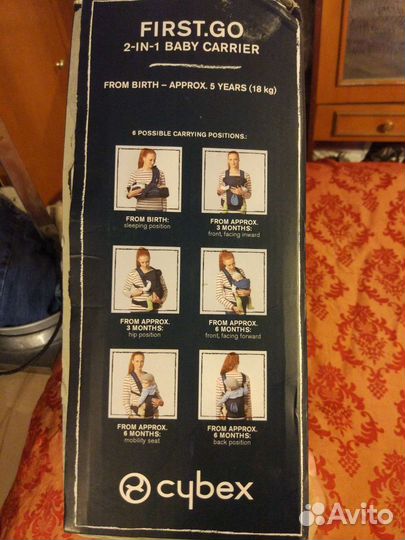 FIRST.GO
2-IN-1 BABY CARRIER
FROM BIRTH – APPROX. 5 YEARS (18 kg)
6 POSSIBLE CARRYING POSITIONS:
FROM BIRTH:
sleeping position
FROM APPROX.
3 MONTHS:
front, facing inward
FROM APPROX.
3 MONTHS:
hip position
FROM APPROX.
6 MONTHS:
front, facing forward
FROM APPROX.
6 MONTHS:
mobility seat
FROM APPROX.
6 MONTHS:
back position
cybex
Avito